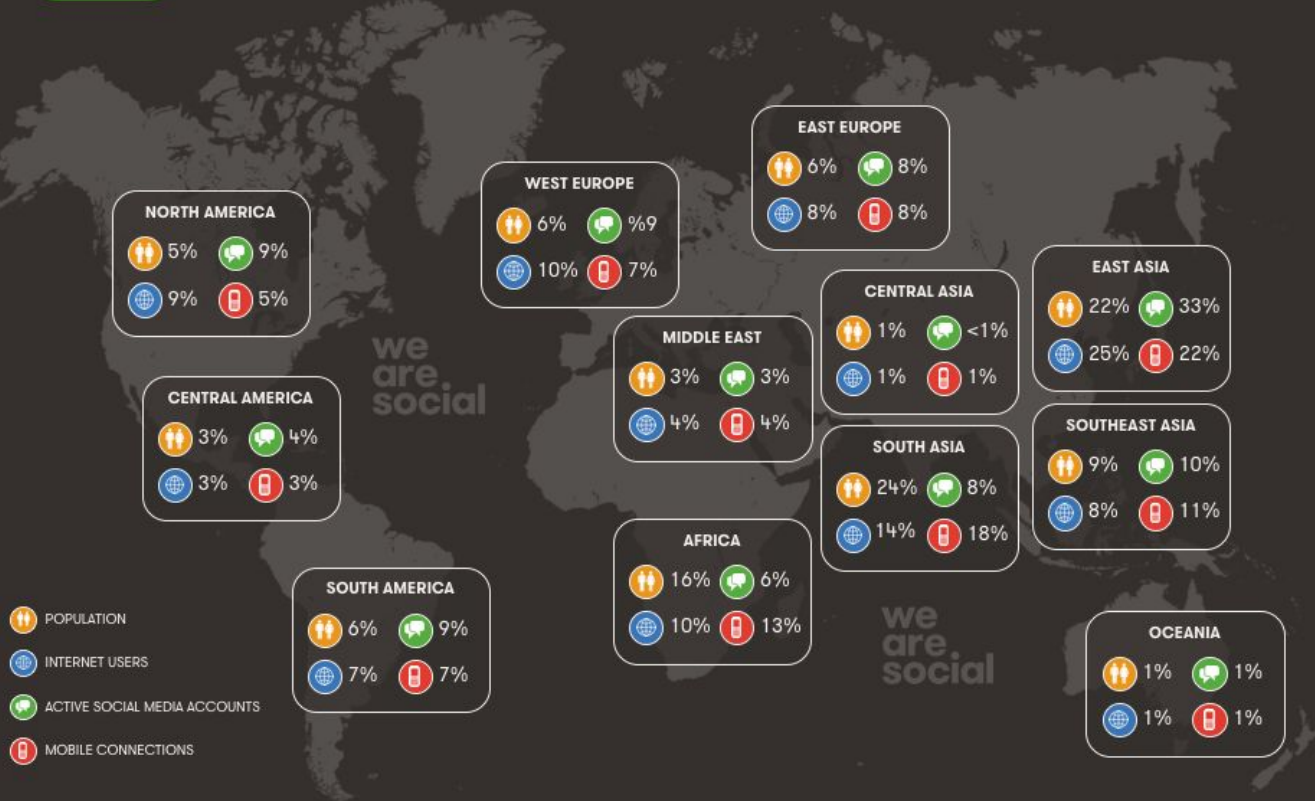 EAST EUROPE
6% 8%
8% 8%
WEST EUROPE
6% %9
10% 7%
NORTH AMERICA
5% 9%
9% 5%
EAST ASIA
22% 33%
25% 22%
CENTRAL ASIA
1% <1%
1% 1%
MIDDLE EAST
3% 3%
4% 4%
we
are
social
CENTRAL AMERICA
3% 4%
3% 3%
SOUTHEAST ASIA
9% 10%
8% 11%
SOUTH ASIA
24% 8%
14% 18%
AFRICA
16% 6%
10% 13%
SOUTH AMERICA
6% 9%
7% 7%
we
are
social
OCEANIA
1% 1%
1% 1%
POPULATION
INTERNET USERS
ACTIVE SOCIAL MEDIA ACCOUNTS
MOBILE CONNECTIONS